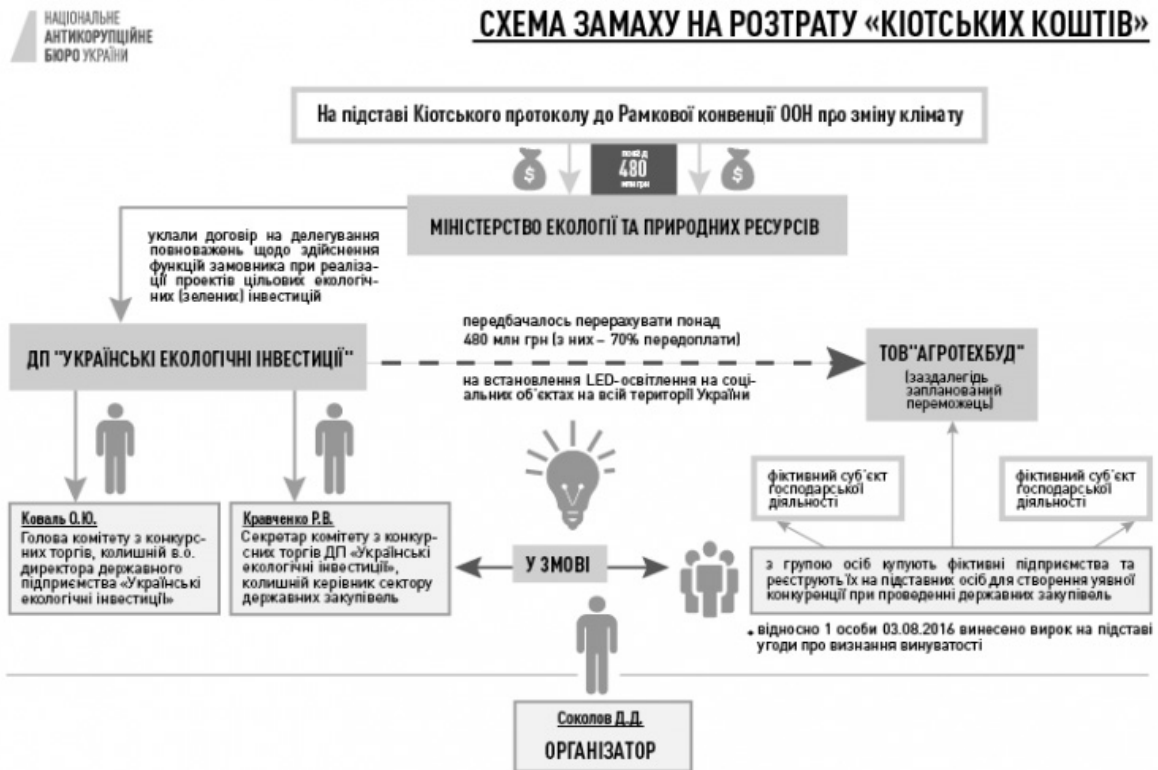 НАЦІОНАЛЬНЕ
АНТИКОРУПЦІЙНЕ
БЮРО УКРАЇНИ
СХЕМА ЗАМАХУ НА РОЗТРАТУ «КІОТСЬКИХ КОШТІВ»
На підставі Кіотського протоколу до Рамкової конвенції ООН про зміну клімату
понад
480
млн грн
$
$
МІНІСТЕРСТВО ЕКОЛОГІЇ ТА ПРИРОДНИХ РЕСУРСІВ
уклали договір на делегування
повноважень щодо здійснення
функцій замовника при реаліза-
ції проектів цільових екологіч-
них (зелених) інвестицій
ДП "УКРАЇНСЬКІ ЕКОЛОГІЧНІ ІНВЕСТИЦІЇ"
передбачалось перерахувати понад
480 млн грн (з них – 70% передоплати)
на встановлення LED-освітлення на соці-
альних об'єктах на всій території України
ТОВ"АГРОТЕХБУД"
(заздалегідь
запланований
переможець)
Коваль О.Ю.
Голова комітету з конкурс-
них торгів, колишній в.о.
директора державного
підприємства «Українські
екологічні інвестиції»
Кравченко Р.В.
Секретар комітету з конкур-
сних торгів ДП «Українські
екологічні інвестиції»,
колишній керівник сектору
державних закупівель
У ЗМОВІ
фіктивний суб'єкт
господарської
діяльності
фіктивний суб'єкт
господарської
діяльності
з групою осіб купують фіктивні підприємства та
реєструють їх на підставних осіб для створення уявної
конкуренції при проведенні державних закупівель
* відносно 1 особи 03.08.2016 винесено вирок на підставі
угоди про визнання винуватості
Соколов Д.Д.
ОРГАНІЗАТОР